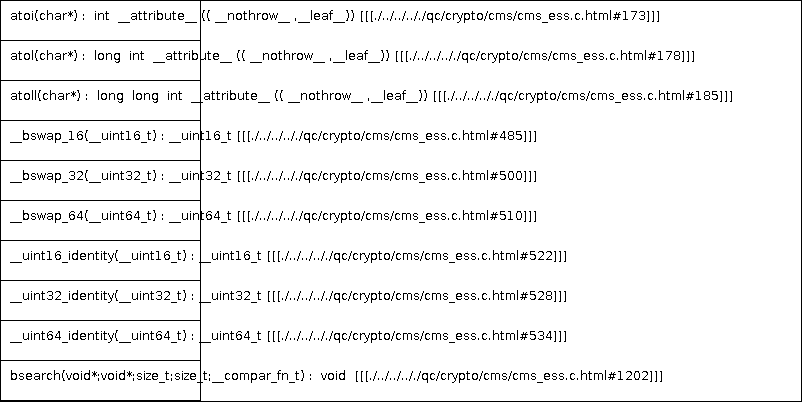 atoi(char*) : int __attribute__ (( __nothrow__ ,__leaf__)) [[[./../../../qc/crypto/cms/cms_ess.c.html#173]]]
atol(char*) : long int __attribute__ (( __nothrow__ ,__leaf__)) [[[./../../../qc/crypto/cms/cms_ess.c.html#178]]]
atoll(char*) : long long int __attribute__ (( __nothrow__ ,__leaf__)) [[[./../../../qc/crypto/cms/cms_ess.c.html#185]]]
__bswap_16(__uint16_t) : __uint16_t [[[./../../../qc/crypto/cms/cms_ess.c.html#485]]]
__bswap_32(__uint32_t) : __uint32_t [[[./../../../qc/crypto/cms/cms_ess.c.html#500]]]
__bswap_64(__uint64_t) : __uint64_t [[[./../../../qc/crypto/cms/cms_ess.c.html#510]]]
__uint16_identity(__uint16_t) : __uint16_t [[[./../../../qc/crypto/cms/cms_ess.c.html#522]]]
__uint32_identity(__uint32_t) : __uint32_t [[[./../../../qc/crypto/cms/cms_ess.c.html#528]]]
__uint64_identity(__uint64_t) : __uint64_t [[[./../../../qc/crypto/cms/cms_ess.c.html#534]]]
bsearch(void*;void*;size_t;size_t;__compar_fn_t) : void [[[./../../../qc/crypto/cms/cms_ess.c.html#1202]]]